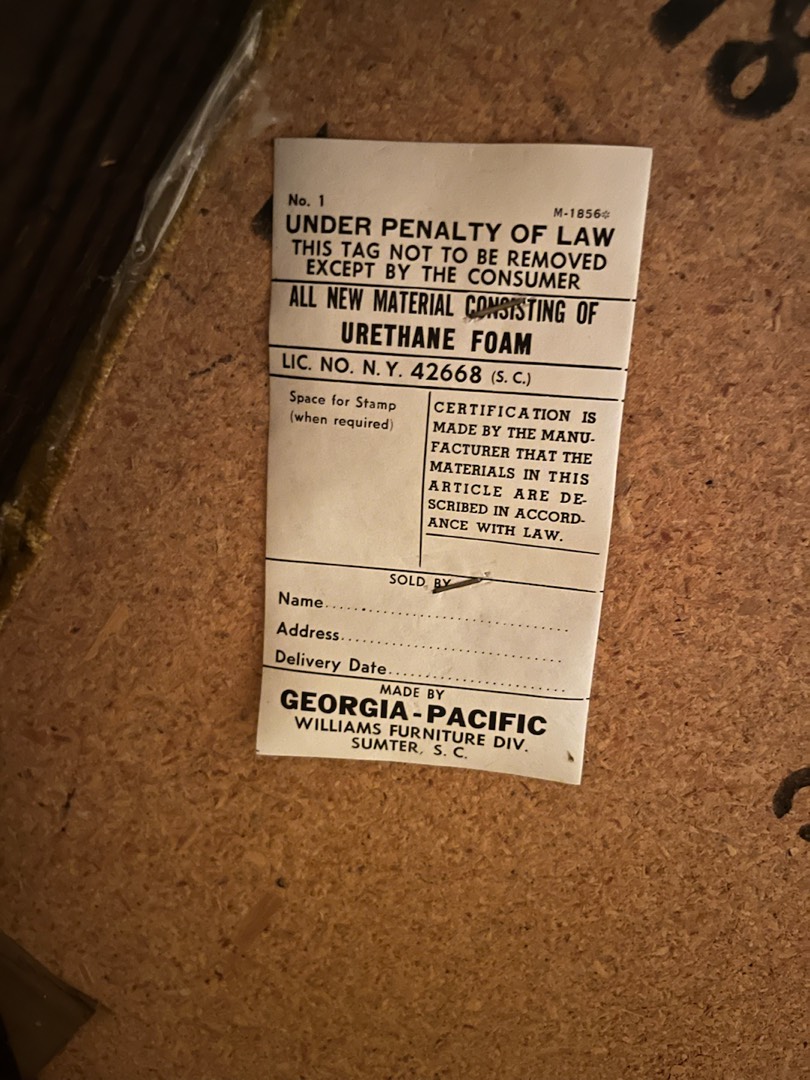 No. 1
M-1856
UNDER PENALTY OF LAW
THIS TAG NOT TO BE REMOVED
EXCEPT BY THE CONSUMER
ALL NEW MATERIAL CONSISTING OF
URETHANE FOAM
LIC. NO. N. Y. 42668 (S. C.)
Space for Stamp
(when required)
CERTIFICATION IS
MADE BY THE MANU-
FACTURER THAT THE
MATERIALS IN THIS
ARTICLE ARE DE-
SCRIBED IN ACCORD-
ANCE WITH LAW.
SOLD BY
Name
Address
Delivery Date
MADE BY
GEORGIA-PACIFIC
WILLIAMS FURNITURE DIV.
SUMTER, S. C.